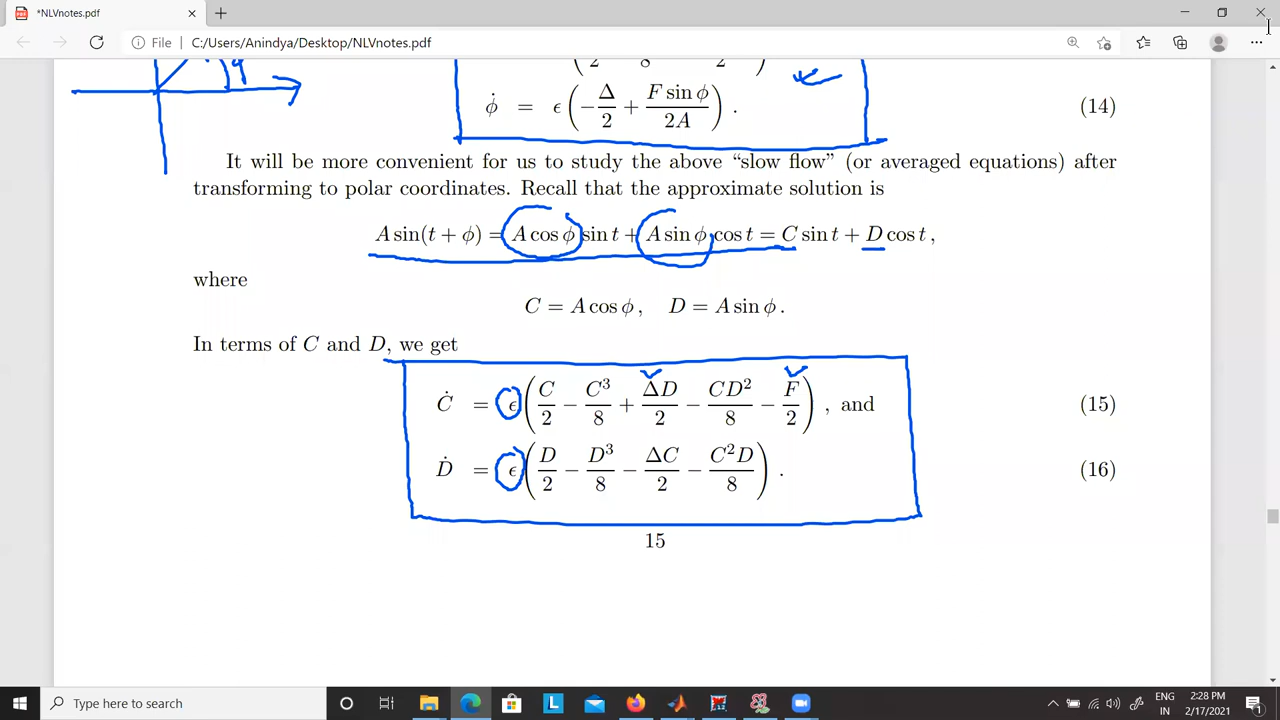 *NLVnotes.pdf
File | C:/Users/Anindya/Desktop/NLVnotes.pdf
2 8 2
ϕ̇ = ϵ(−Δ/2 + F sin ϕ/2A). (14)
It will be more convenient for us to study the above “slow flow” (or averaged equations) after
transforming to polar coordinates. Recall that the approximate solution is
A sin(t + ϕ) = A cos ϕ sin t + A sin ϕ cos t = C sin t + D cos t,
where
C = A cos ϕ, D = A sin ϕ.
In terms of C and D, we get
Ċ = ϵ(C/2 − C³/8 + ΔD/2 − CD²/8 − F/2), and (15)
Ḋ = ϵ(D/2 − D³/8 − ΔC/2 − C²D/8). (16)
15
Type here to search
ENG 2:28 PM
IN 2/17/2021